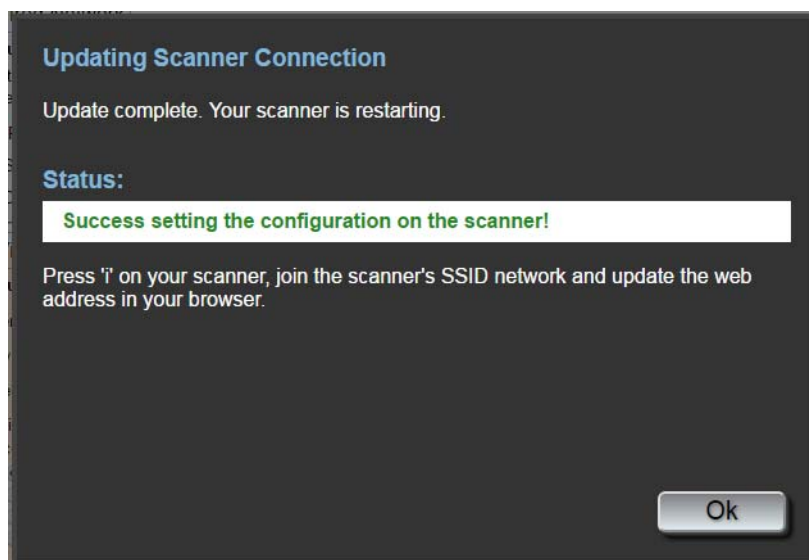 Updating Scanner Connection
Update complete. Your scanner is restarting.
Status:
Success setting the configuration on the scanner!
Press 'i' on your scanner, join the scanner's SSID network and update the web
address in your browser.
Ok